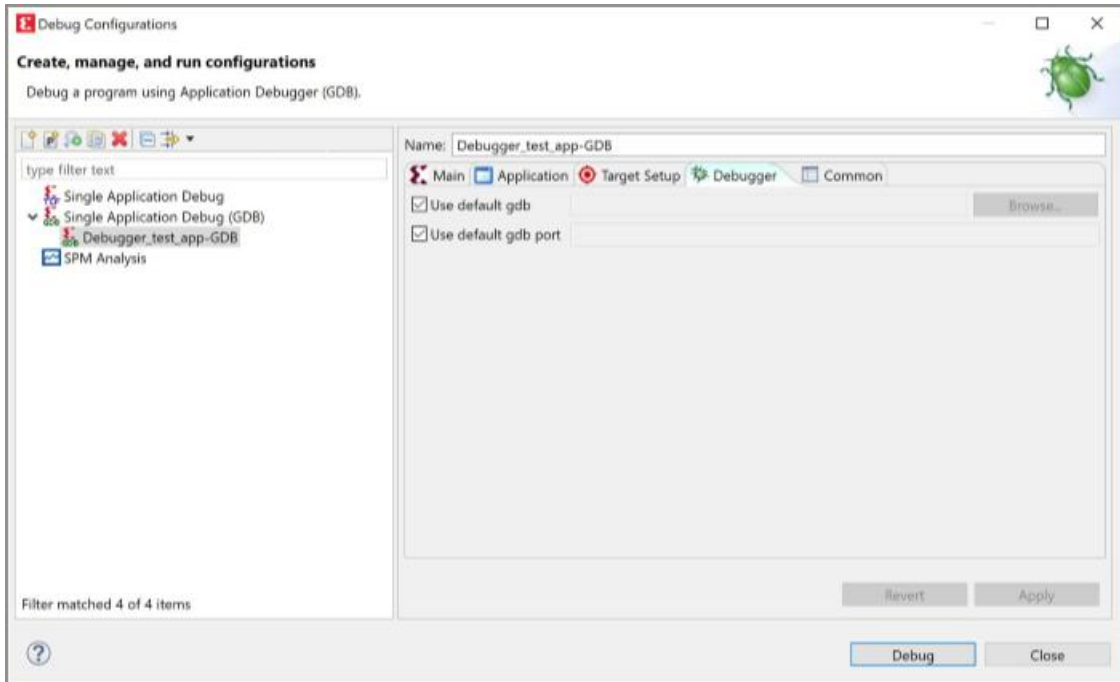 Debug Configurations
Create, manage, and run configurations
Debug a program using Application Debugger (GDB).
type filter text
Single Application Debug
Single Application Debug (GDB)
Debugger_test_app-GDB
SPM Analysis
Filter matched 4 of 4 items
Name: Debugger_test_app-GDB
Main Application Target Setup Debugger Common
Use default gdb Browse...
Use default gdb port
Revert Apply
? Debug Close